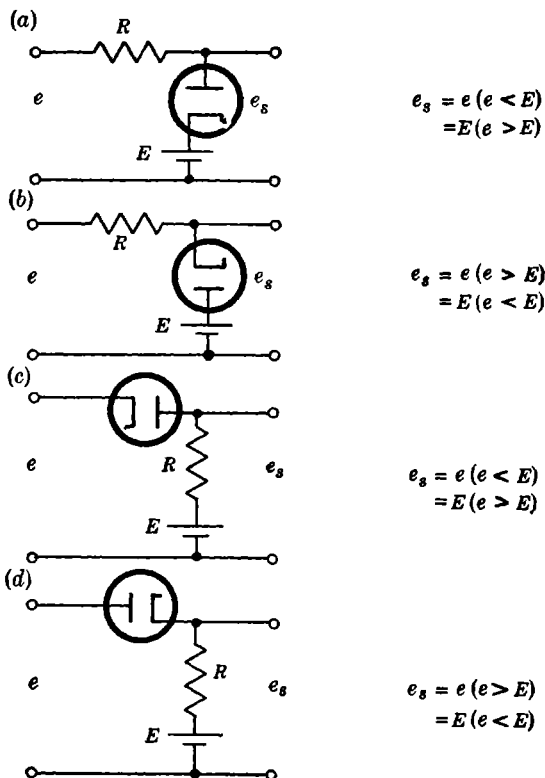 (a)
R
e
e_s
E
e_s = e (e < E)
= E (e > E)
(b)
R
e
e_s
E
e_s = e (e > E)
= E (e < E)
(c)
e
R
e_s
E
e_s = e (e < E)
= E (e > E)
(d)
e
R
e_s
E
e_s = e (e > E)
= E (e < E)